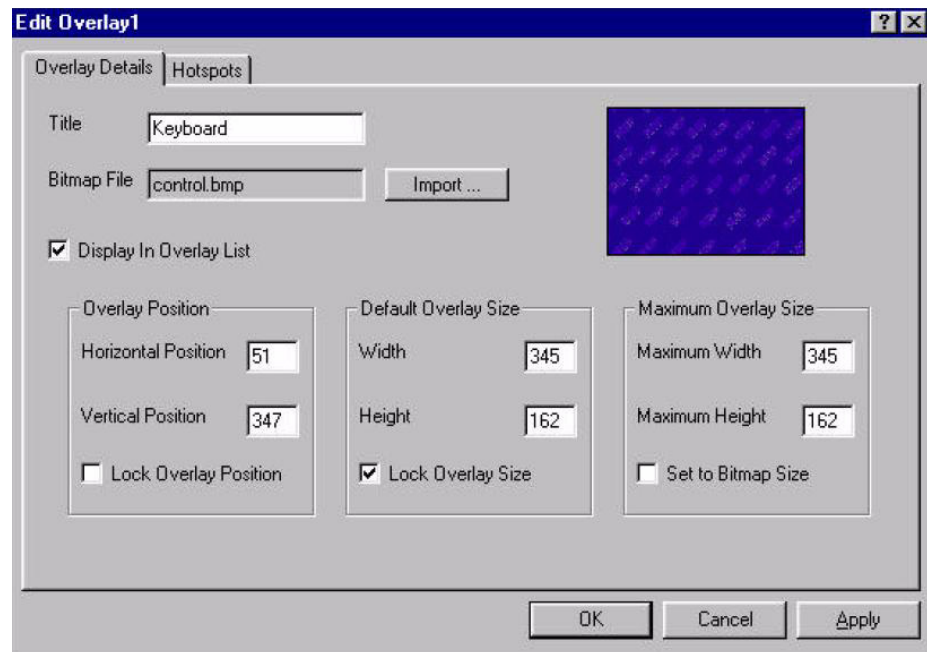 Edit Overlay1
Overlay Details Hotspots
Title Keyboard
Bitmap File control.bmp Import ...
Display In Overlay List
Overlay Position
Horizontal Position 51
Vertical Position 347
Lock Overlay Position
Default Overlay Size
Width 345
Height 162
Lock Overlay Size
Maximum Overlay Size
Maximum Width 345
Maximum Height 162
Set to Bitmap Size
OK Cancel Apply